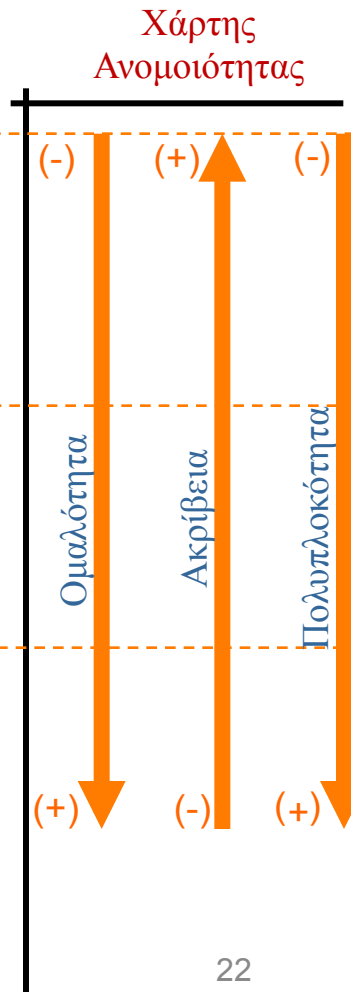 Χάρτης
Ανομοιότητας
(-) (+) (-)
Ομαλότητα
Ακρίβεια
Πολυπλοκότητα
(+) (-) (+)
22